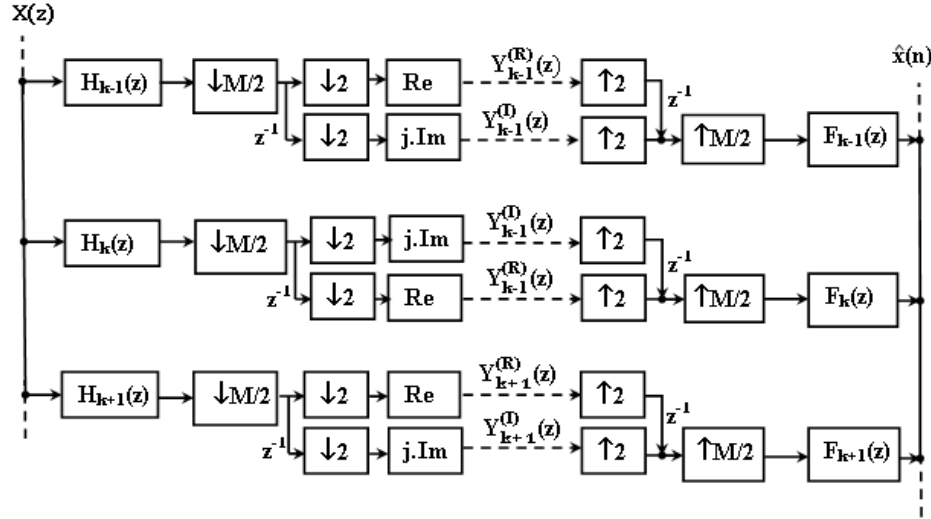 X(z)
x̂(n)
H_{k-1}(z)
↓M/2
↓2
Re
Y^{(R)}_{k-1}(z)
↑2
z^{-1}
z^{-1}
↓2
j.Im
Y^{(I)}_{k-1}(z)
↑2
↑M/2
F_{k-1}(z)
H_k(z)
↓M/2
↓2
j.Im
Y^{(I)}_{k-1}(z)
↑2
z^{-1}
z^{-1}
↓2
Re
Y^{(R)}_{k-1}(z)
↑2
↑M/2
F_k(z)
H_{k+1}(z)
↓M/2
↓2
Re
Y^{(R)}_{k+1}(z)
↑2
z^{-1}
z^{-1}
↓2
j.Im
Y^{(I)}_{k+1}(z)
↑2
↑M/2
F_{k+1}(z)